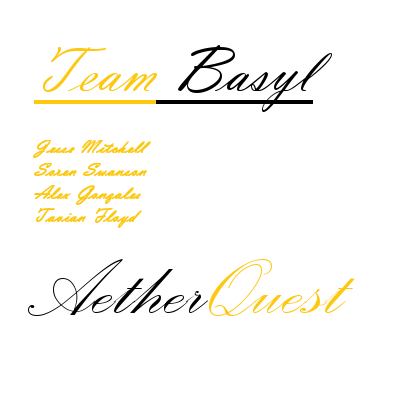 Team Basyl
Jesse Mitchell
Soren Swanson
Alex Gonzales
Tavian Floyd
AetherQuest